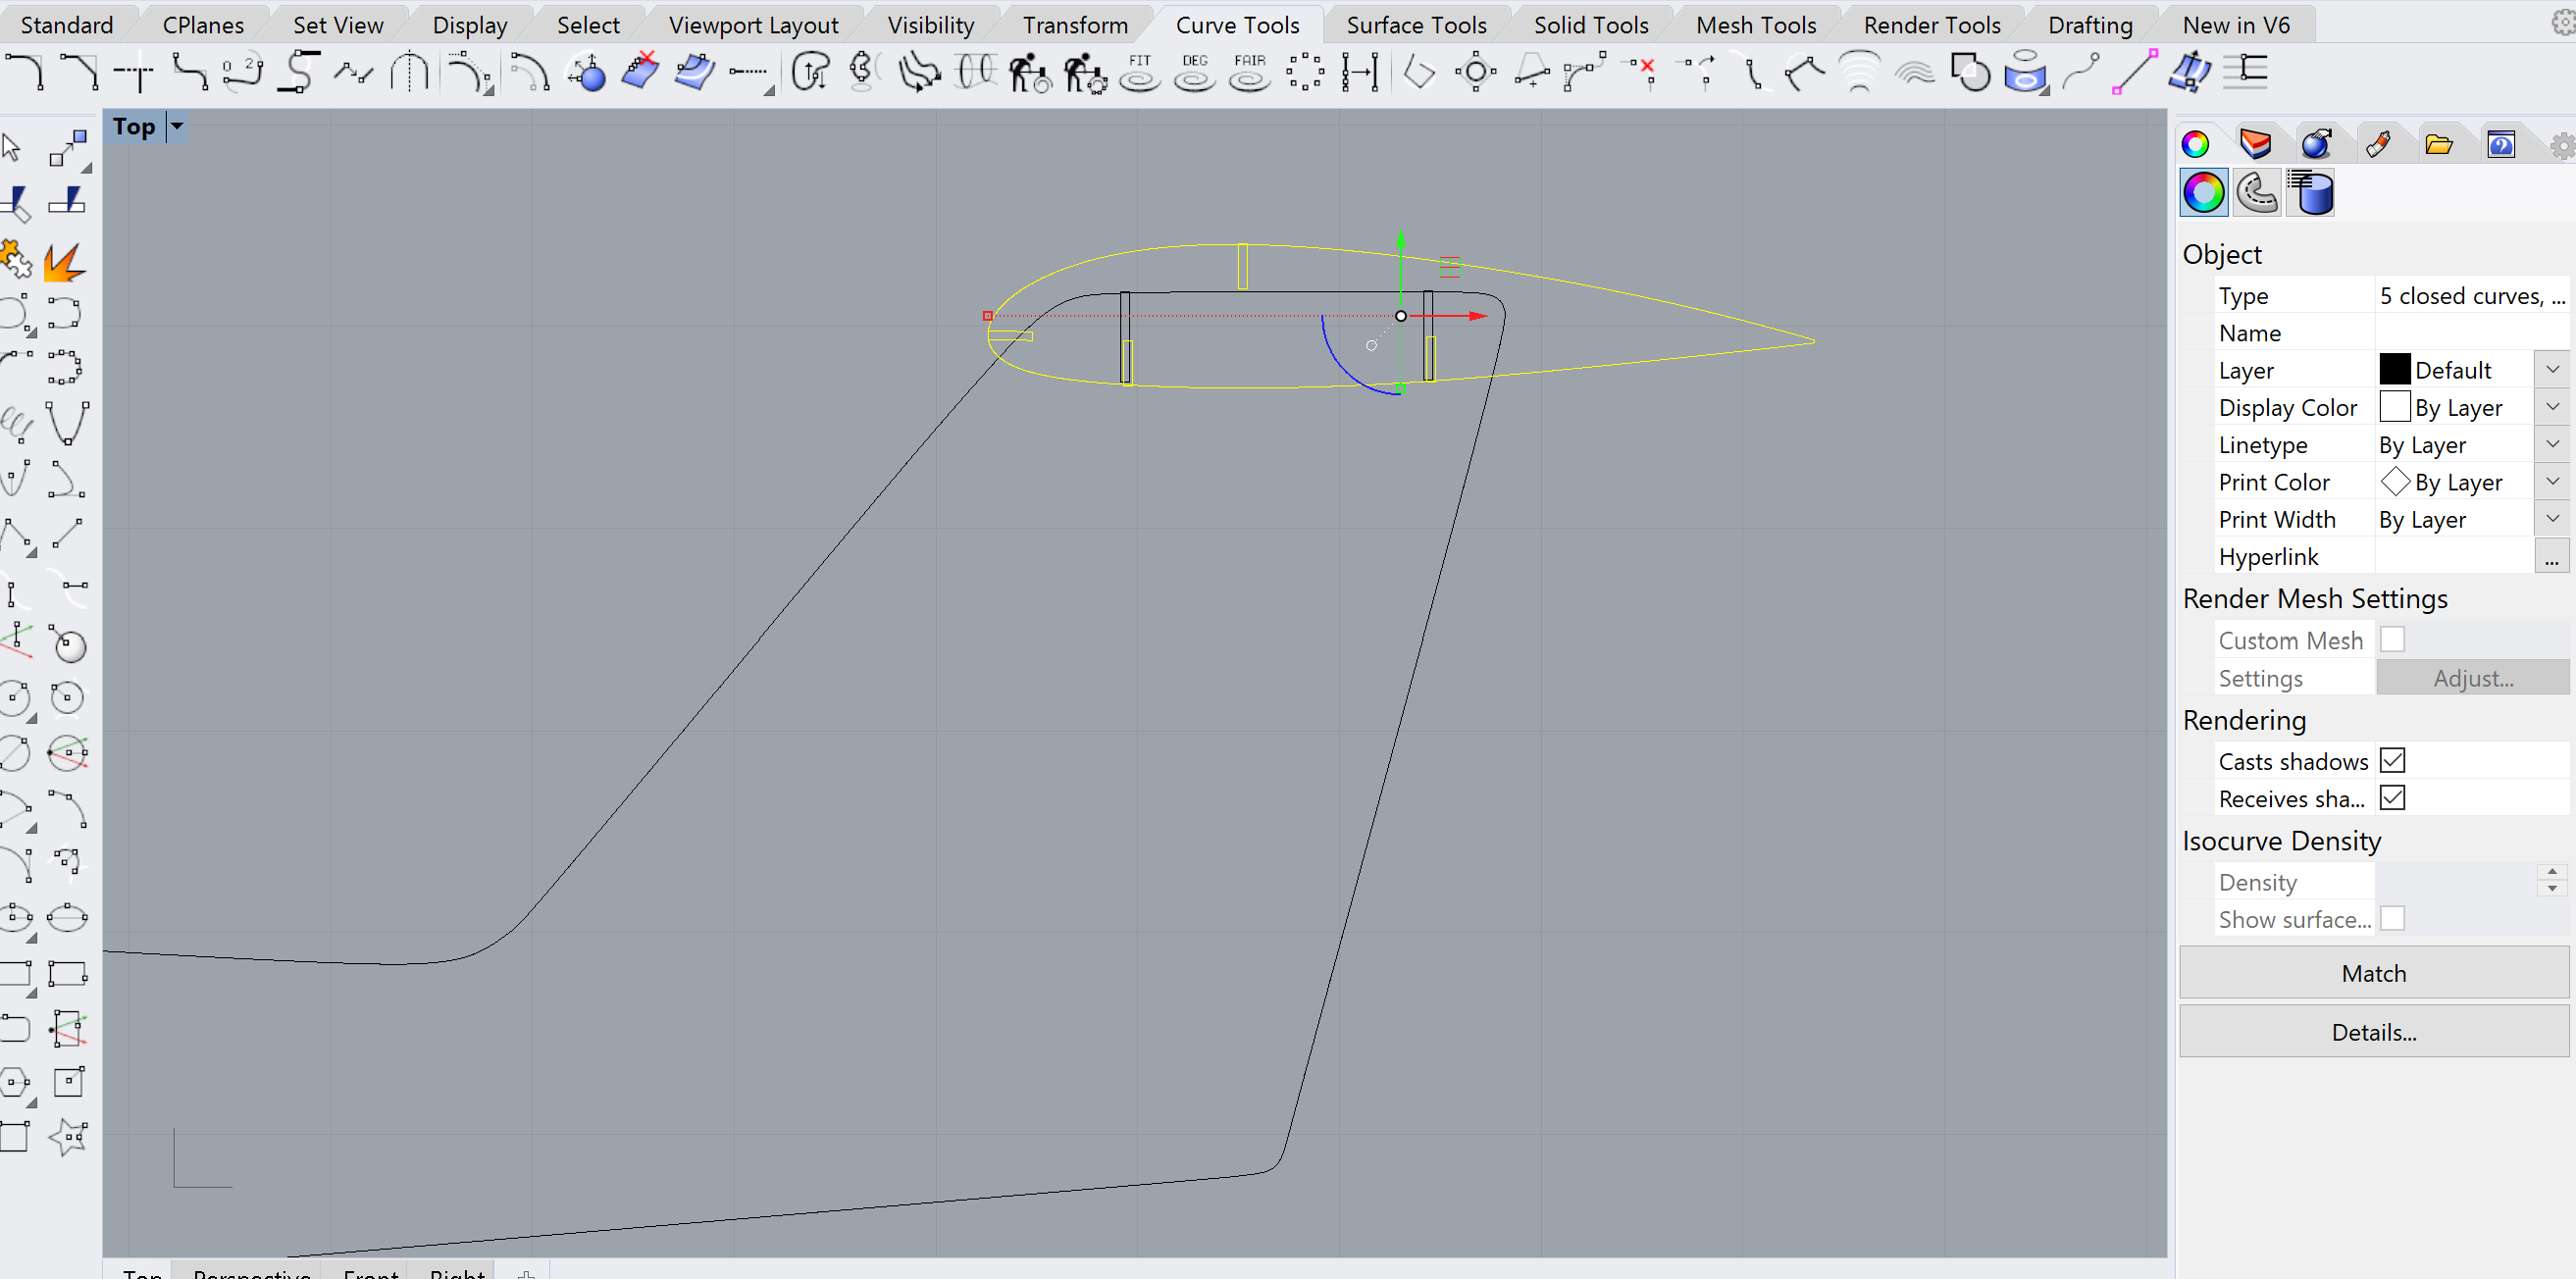 Standard CPlanes Set View Display Select Viewport Layout Visibility Transform Curve Tools Surface Tools Solid Tools Mesh Tools Render Tools Drafting New in V6
FIT DEG FAIR
Top
Object
Type 5 closed curves, ...
Name
Layer Default
Display Color By Layer
Linetype By Layer
Print Color By Layer
Print Width By Layer
Hyperlink ...
Render Mesh Settings
Custom Mesh
Settings Adjust...
Rendering
Casts shadows
Receives sha...
Isocurve Density
Density
Show surface...
Match
Details...
Top Perspective Front Right